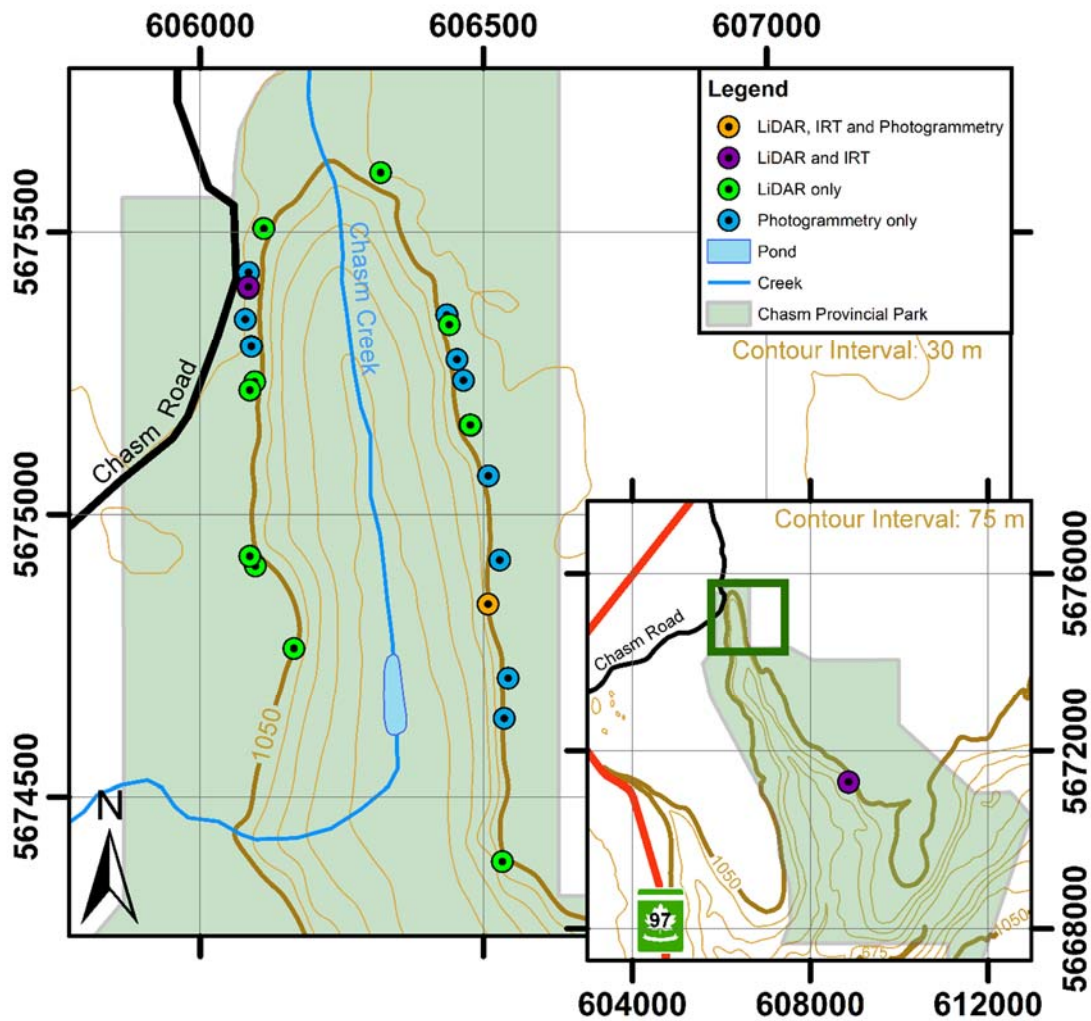 606000
606500
607000
Legend
LiDAR, IRT and Photogrammetry
LiDAR and IRT
LiDAR only
Photogrammetry only
Pond
Creek
Chasm Provincial Park
Contour Interval: 30 m
5675500
5675000
5674500
Chasm Road
Chasm Creek
1050
N
Contour Interval: 75 m
Chasm Road
1050
97
675
1050
5676000
5672000
5668000
604000
608000
612000